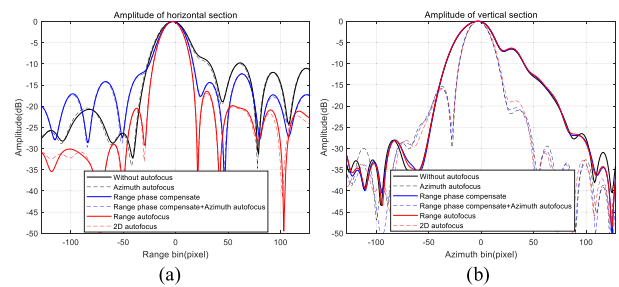 Amplitude of horizontal section
0
-5
-10
-15
-20
-25
-30
-35
-40
-45
-50
Amplitude(dB)
Without autofocus
Azimuth autofocus
Range phase compensate
Range phase compensate+Azimuth autofocus
Range autofocus
2D autofocus
-100 -50 0 50 100
Range bin(pixel)
(a)
Amplitude of vertical section
0
-5
-10
-15
-20
-25
-30
-35
-40
-45
-50
Amplitude(dB)
Without autofocus
Azimuth autofocus
Range phase compensate
Range phase compensate+Azimuth autofocus
Range autofocus
2D autofocus
-100 -50 0 50 100
Azimuth bin(pixel)
(b)